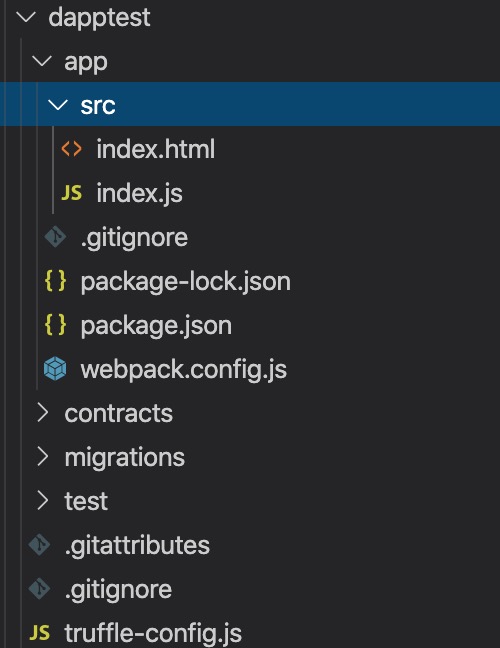 dapptest
app
src
<> index.html
JS index.js
.gitignore
{} package-lock.json
{} package.json
webpack.config.js
contracts
migrations
test
.gitattributes
.gitignore
JS truffle-config.js